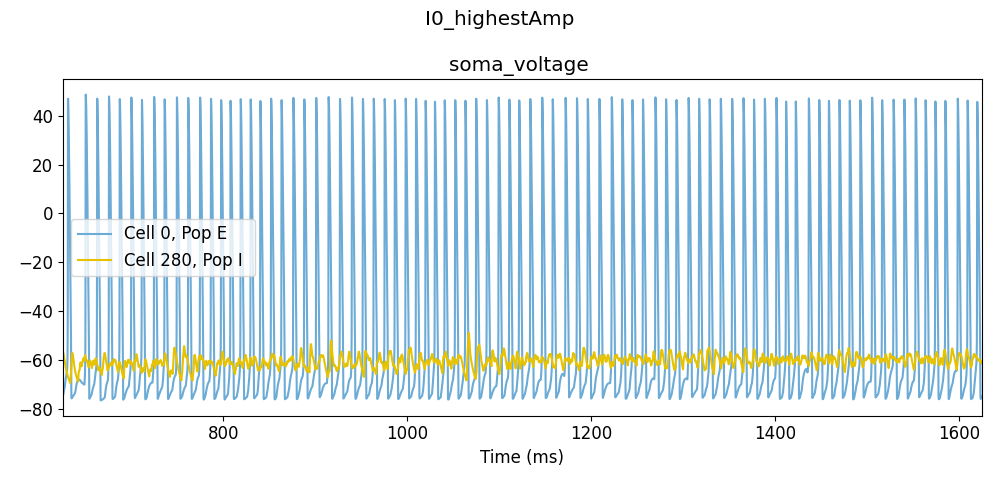 I0_highestAmp
soma_voltage
40
20
0
−20
−40
−60
−80
Cell 0, Pop E
Cell 280, Pop I
800
1000
1200
1400
1600
Time (ms)